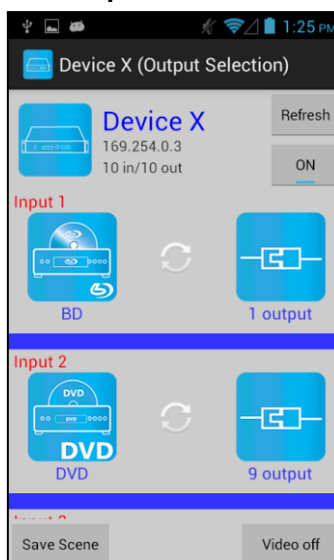 1:25 PM
Device X (Output Selection)
Device X
169.254.0.3
10 in/10 out
Refresh
ON
Input 1
BD
1 output
Input 2
DVD
DVD
DVD
9 output
Save Scene
Video off